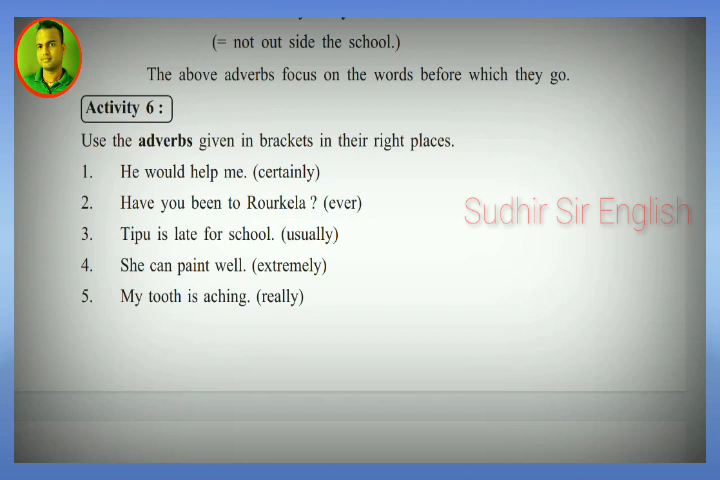 (= not out side the school.)
The above adverbs focus on the words before which they go.
Activity 6 :
Use the adverbs given in brackets in their right places.
1. He would help me. (certainly)
2. Have you been to Rourkela ? (ever)
Sudhir Sir English
3. Tipu is late for school. (usually)
4. She can paint well. (extremely)
5. My tooth is aching. (really)